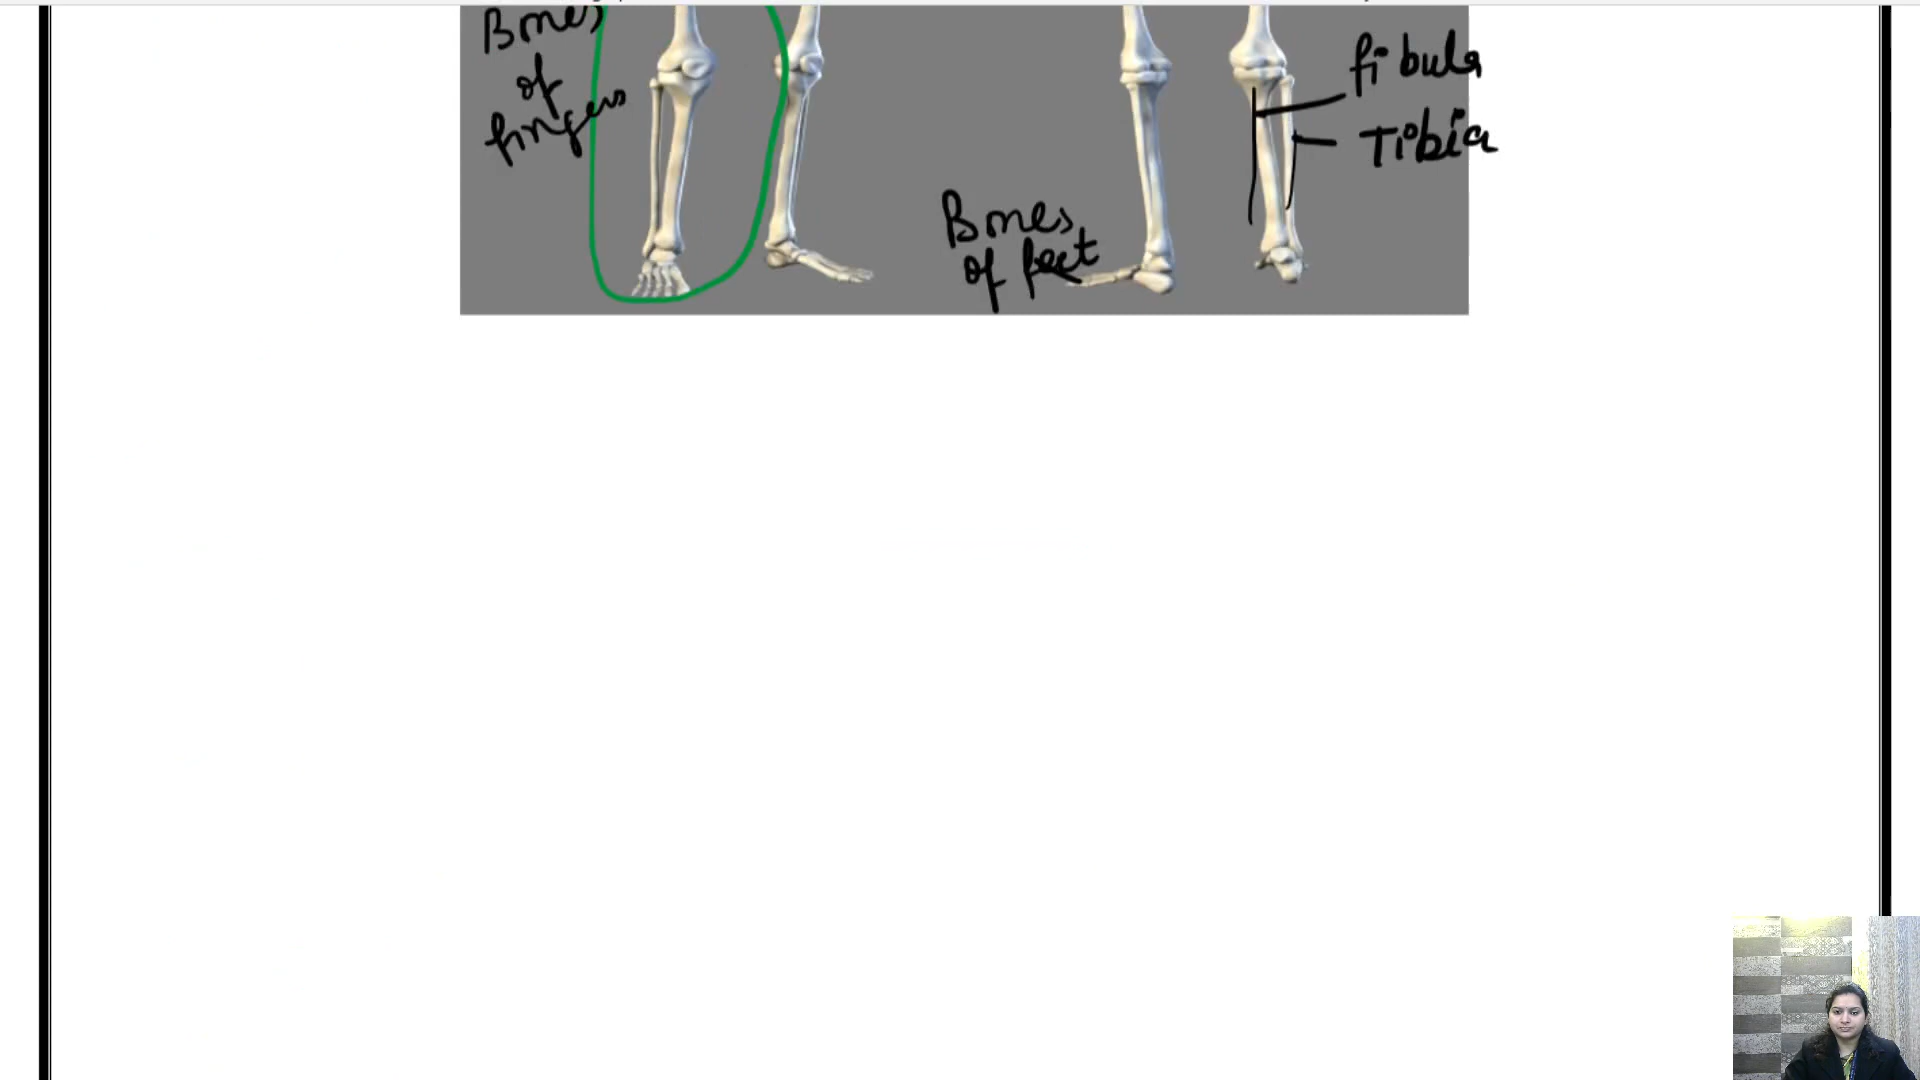 Bones
of
fingers
fibula
Tibia
Bones
of feet